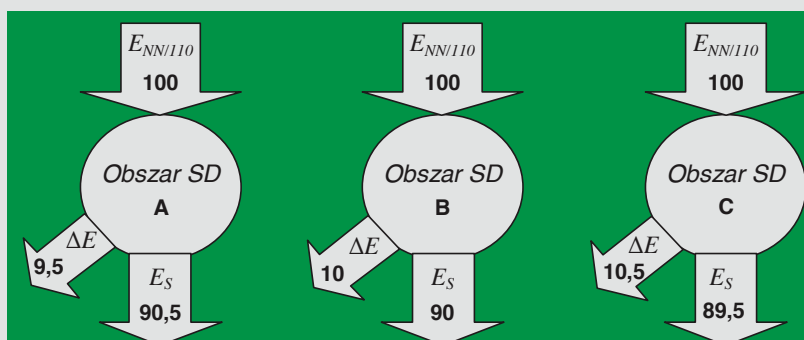 E_NN/110
100
Obszar SD
A
ΔE
9,5
E_S
90,5
E_NN/110
100
Obszar SD
B
ΔE
10
E_S
90
E_NN/110
100
Obszar SD
C
ΔE
10,5
E_S
89,5